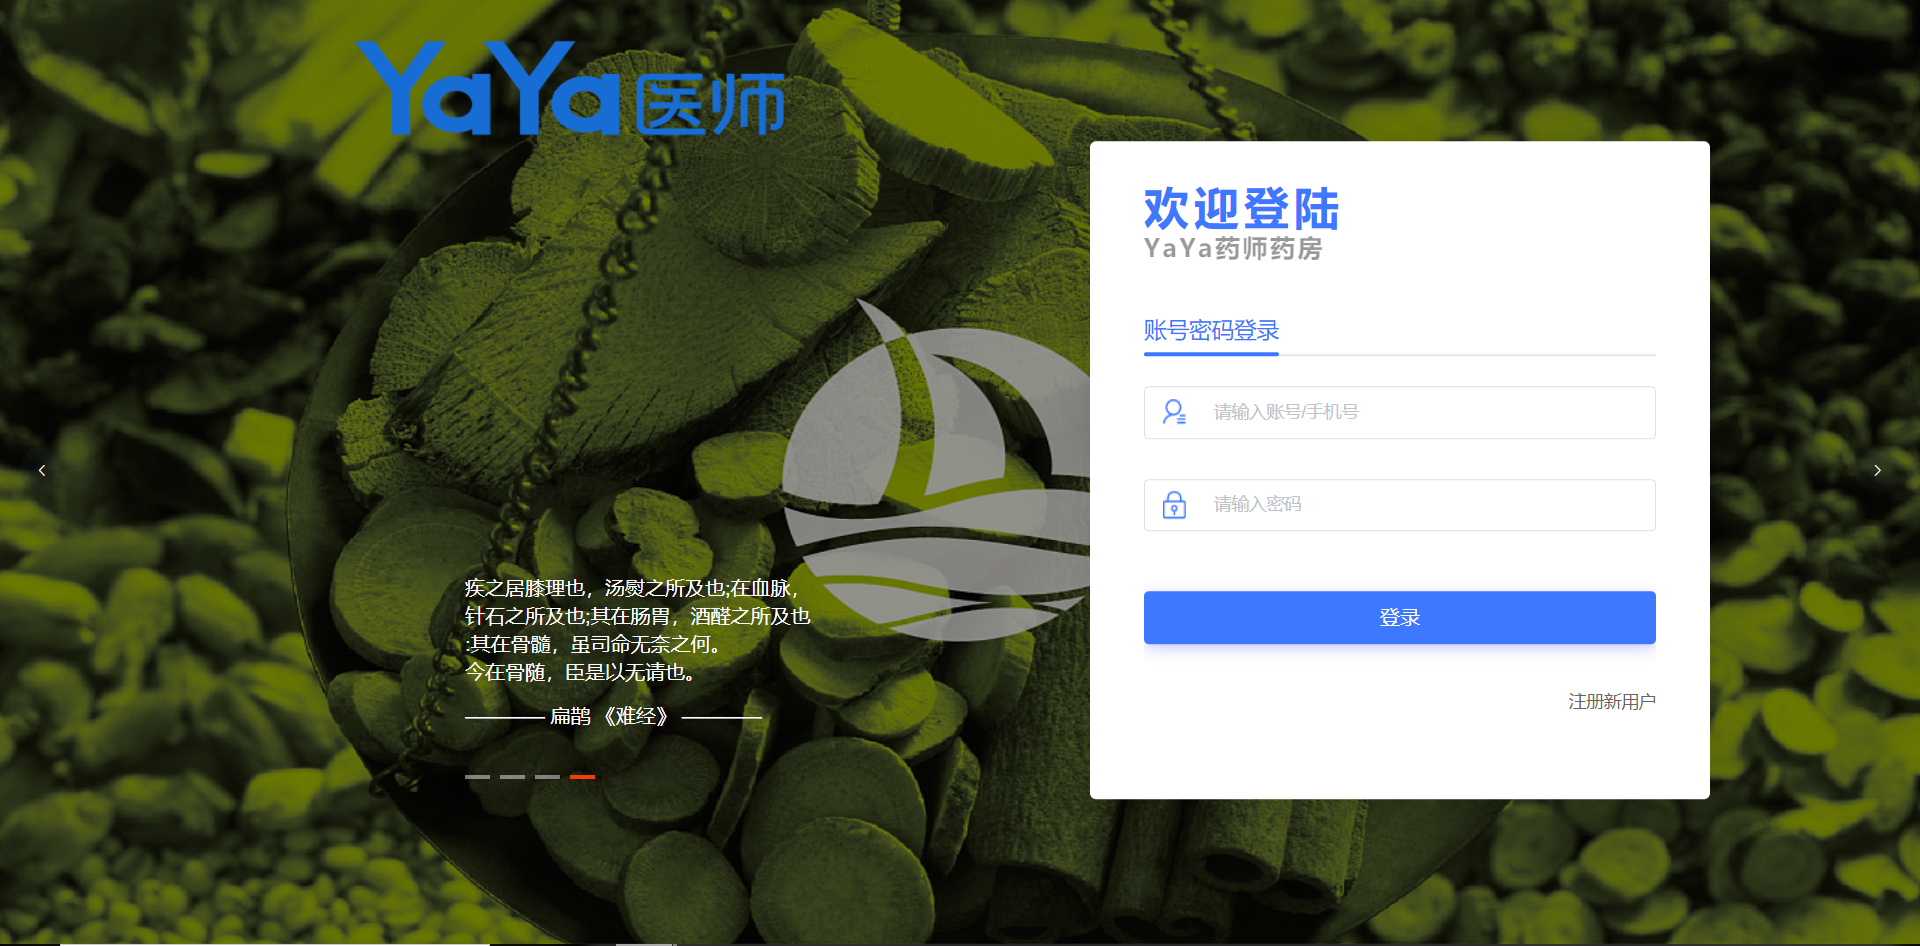 YaYa医师
欢迎登陆
YaYa药师药房
账号密码登录
请输入账号/手机号
请输入密码
登录
注册新用户
疾之居膝理也，汤熨之所及也;在血脉，
针石之所及也;其在肠胃，酒醛之所及也
:其在骨髓，虽司命无奈之何。
今在骨随，臣是以无请也。
扁鹊 《难经》